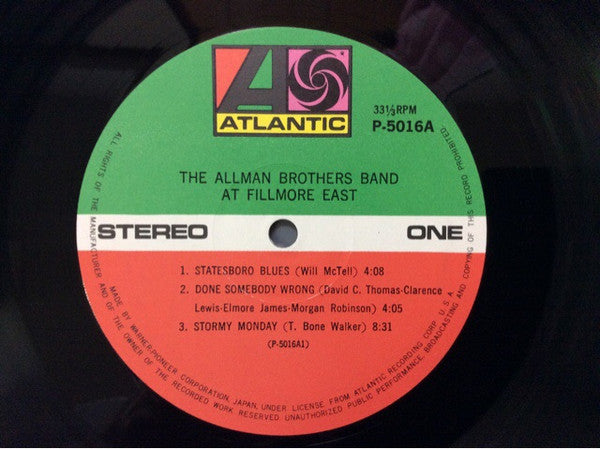 ATLANTIC
33⅓RPM
P-5016A
THE ALLMAN BROTHERS BAND
AT FILLMORE EAST
STEREO
ONE
1. STATESBORO BLUES (Will McTell) 4:08
2. DONE SOMEBODY WRONG (David C. Thomas-Clarence
Lewis-Elmore James-Morgan Robinson) 4:05
3. STORMY MONDAY (T. Bone Walker) 8:31
(P-5016A1)
ALL RIGHTS OF THE MANUFACTURER AND OF THE OWNER OF THE RECORDED WORK RESERVED UNAUTHORIZED PUBLIC PERFORMANCE, BROADCASTING AND COPYING OF THIS RECORD PROHIBITED.
MADE BY WARNER-PIONEER CORPORATION, JAPAN, UNDER LICENSE FROM ATLANTIC RECORDING CORP. U.S.A.